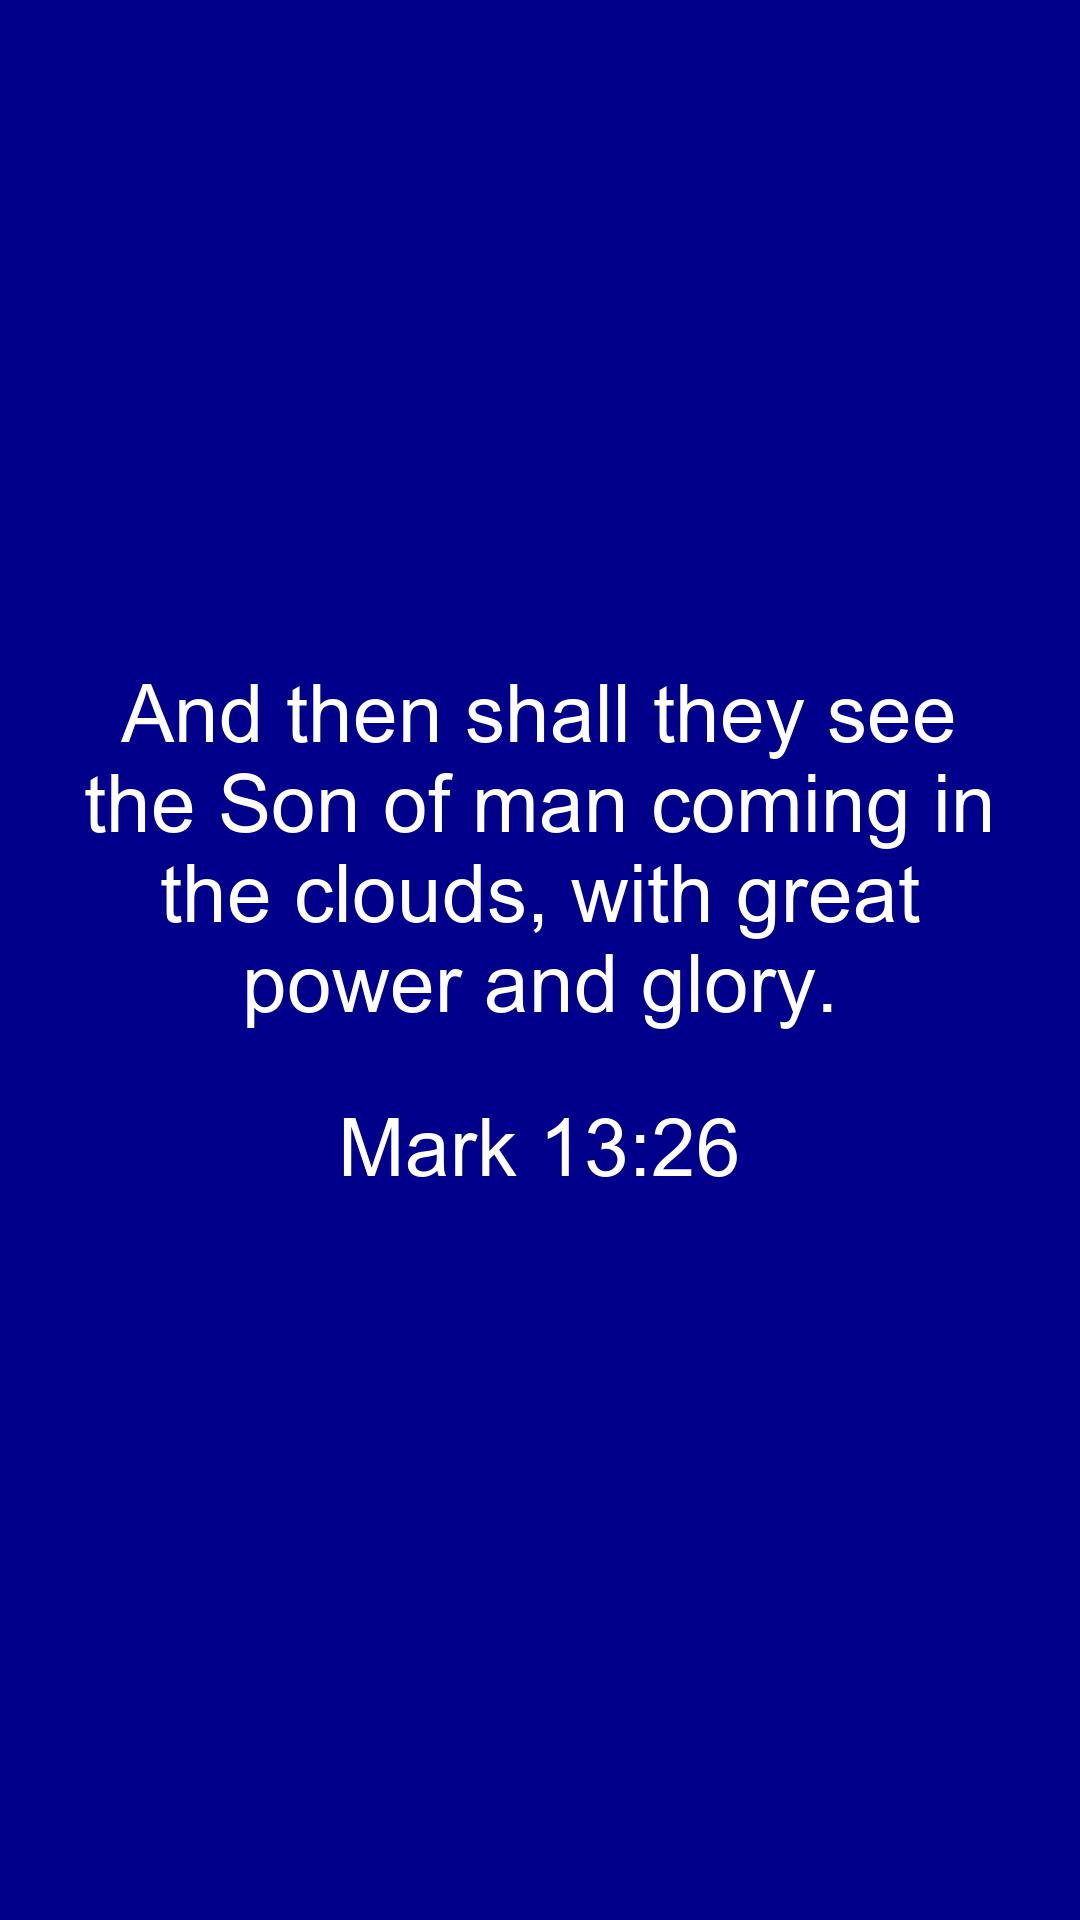 And then shall they see
the Son of man coming in
the clouds, with great
power and glory.
Mark 13:26